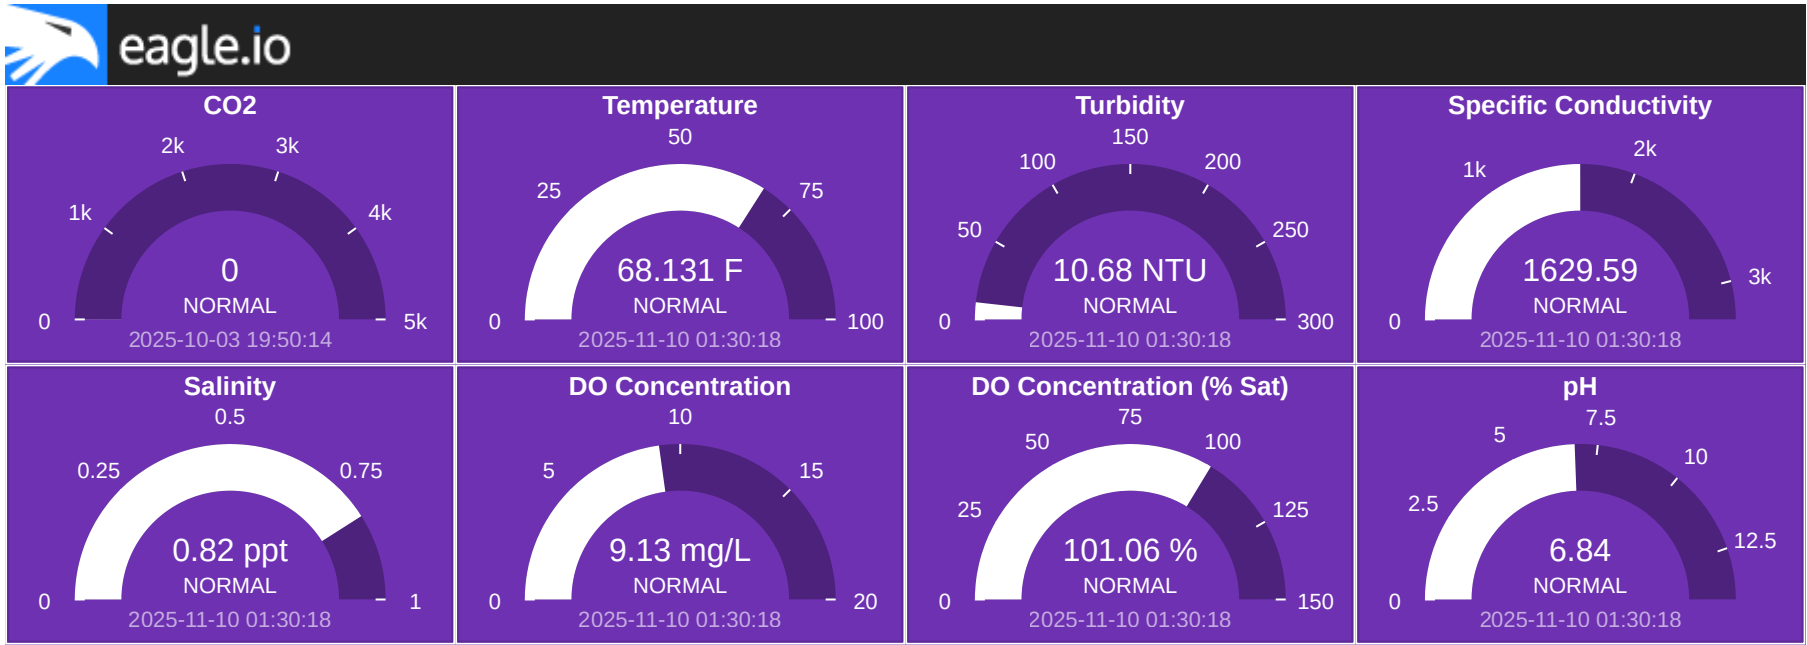 eagle.io
CO2
2k
3k
1k
4k
0
5k
0
NORMAL
2025-10-03 19:50:14
Temperature
50
25
75
0
100
68.131 F
NORMAL
2025-11-10 01:30:18
Turbidity
150
100
200
50
250
0
300
10.68 NTU
NORMAL
2025-11-10 01:30:18
Specific Conductivity
2k
1k
3k
0
1629.59
NORMAL
2025-11-10 01:30:18
Salinity
0.5
0.25
0.75
0
1
0.82 ppt
NORMAL
2025-11-10 01:30:18
DO Concentration
10
5
15
0
20
9.13 mg/L
NORMAL
2025-11-10 01:30:18
DO Concentration (% Sat)
75
50
100
25
125
0
150
101.06 %
NORMAL
2025-11-10 01:30:18
pH
7.5
5
10
2.5
12.5
0
6.84
NORMAL
2025-11-10 01:30:18